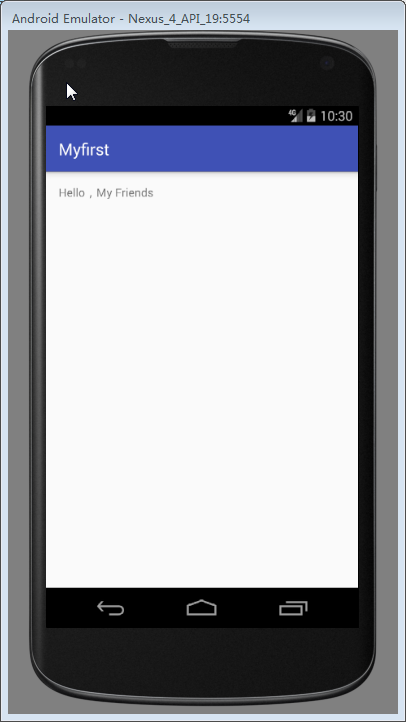 Android Emulator - Nexus_4_API_19:5554
4G 10:30
Myfirst
Hello，My Friends